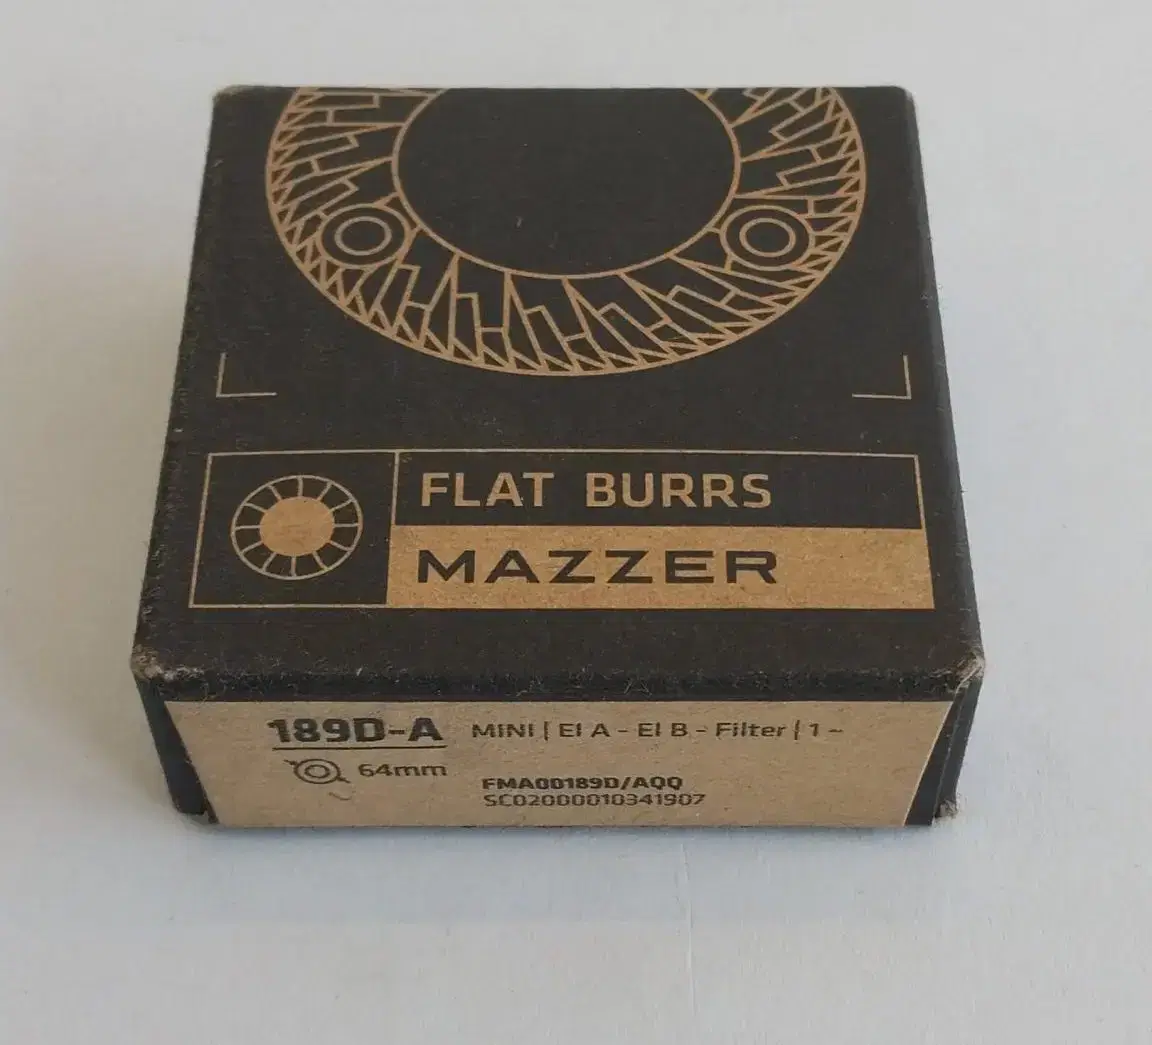 FLAT BURRS
MAZZER
189D-A MINI | El A - El B - Filter | 1 ~
64mm
FMA00189D/AQQ
SC02000010341907